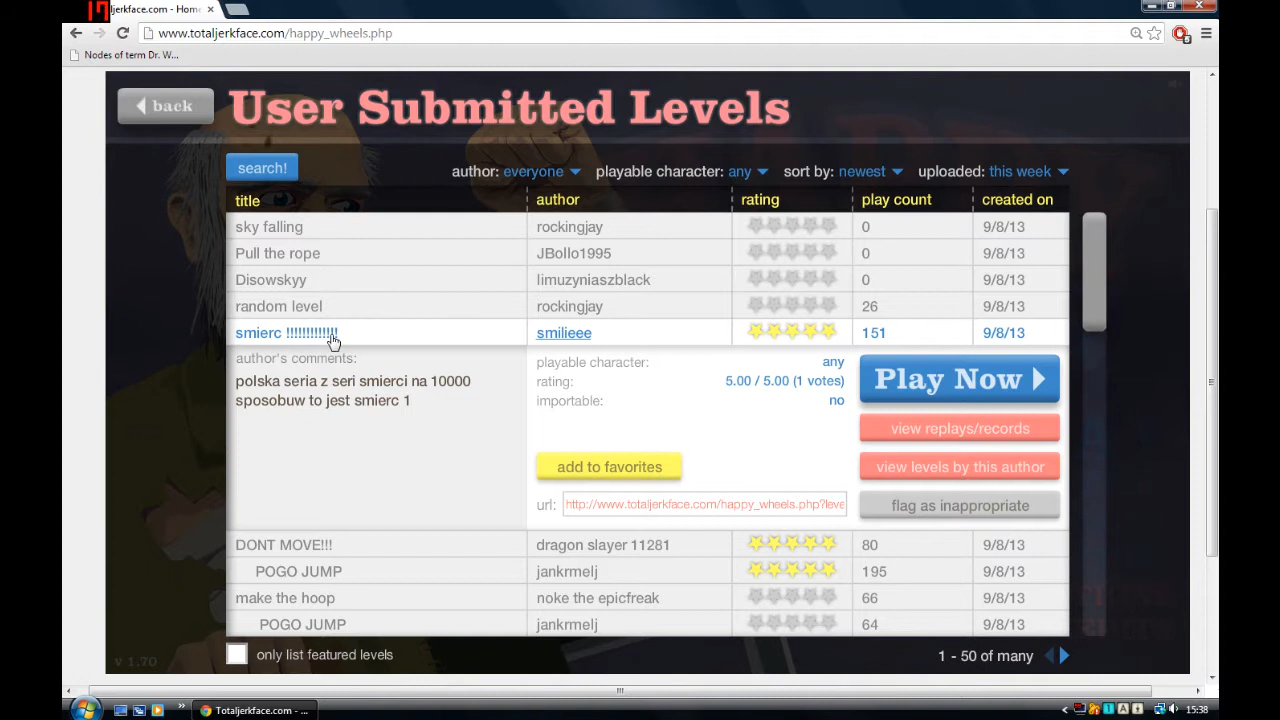 17
ljerkface.com - Hom
www.totaljerkface.com/happy_wheels.php
Nodes of term Dr. W...
back
User Submitted Levels
search!
author: everyone playable character: any sort by: newest uploaded: this week
title author rating play count created on
sky falling rockingjay 0 9/8/13
Pull the rope JBollo1995 0 9/8/13
Disowskyy limuzyniaszblack 0 9/8/13
random level rockingjay 26 9/8/13
smierc !!!!!!!!!!!!! smilieee 151 9/8/13
author's comments:
polska seria z seri smierci na 10000
sposobuw to jest smierc 1
playable character: any
rating: 5.00 / 5.00 (1 votes)
importable: no
add to favorites
url: http://www.totaljerkface.com/happy_wheels.php?leve
Play Now
view replays/records
view levels by this author
flag as inappropriate
DONT MOVE!!! dragon slayer 11281 80 9/8/13
POGO JUMP jankrmelj 195 9/8/13
make the hoop noke the epicfreak 66 9/8/13
POGO JUMP jankrmelj 64 9/8/13
only list featured levels
1 - 50 of many
v 1.70
Totaljerkface.com - ...
15:38